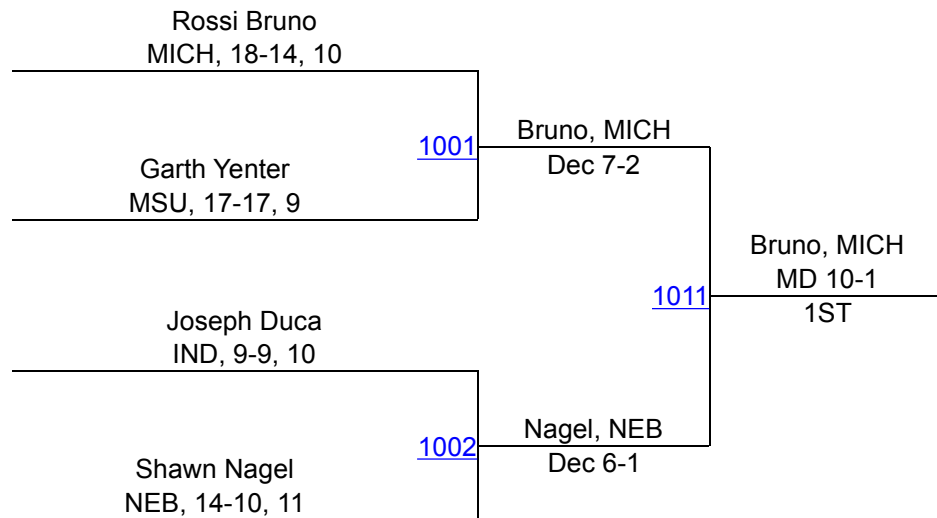 Rossi Bruno
MICH, 18-14, 10
1001
Bruno, MICH
Dec 7-2
Garth Yenter
MSU, 17-17, 9
Bruno, MICH
MD 10-1
1ST
1011
Joseph Duca
IND, 9-9, 10
1002
Nagel, NEB
Dec 6-1
Shawn Nagel
NEB, 14-10, 11